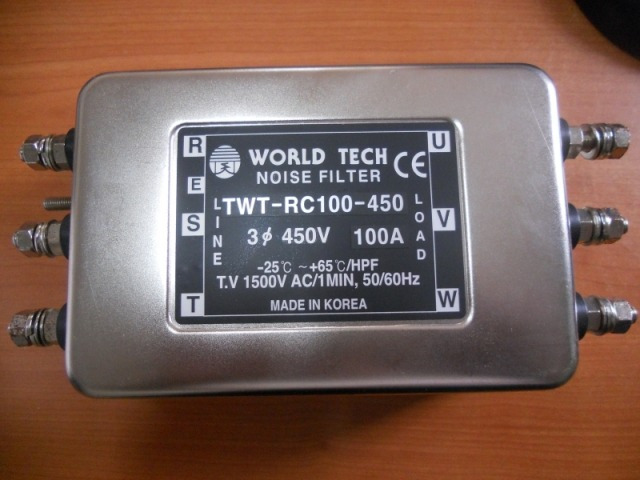 WORLD TECH CE
NOISE FILTER
TWT-RC100-450
3ϕ 450V 100A
-25℃ ~+65℃/HPF
T.V 1500V AC/1MIN, 50/60Hz
MADE IN KOREA
R
E
S
T
LINE
LOAD
U
V
W